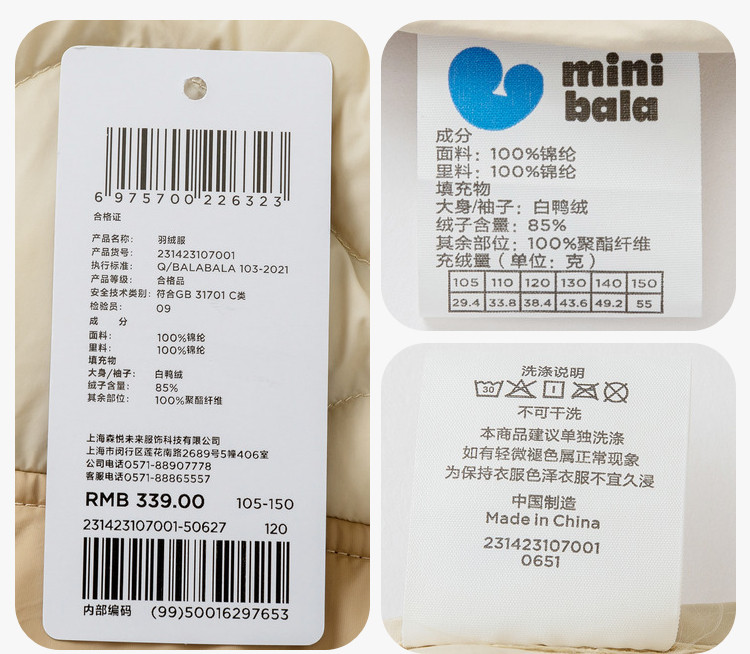 6 975700 226323
合格证
产品名称: 羽绒服
产品货号: 231423107001
执行标准: Q/BALABALA 103-2021
产品等级: 合格品
安全技术类别: 符合GB 31701 C类
检验员: 09
成 分
面料: 100%锦纶
里料: 100%锦纶
填充物
大身/袖子: 白鸭绒
绒子含量: 85%
其余部位: 100%聚酯纤维
上海森悦未来服饰科技有限公司
上海市闵行区莲花南路2689号5幢406室
公司电话0571-88907778
客服电话0571-88865557
RMB 339.00 105-150
231423107001-50627 120
内部编码 (99)50016297653
mini
bala
成分
面料: 100%锦纶
里料: 100%锦纶
填充物
大身/袖子: 白鸭绒
绒子含量: 85%
其余部位: 100%聚酯纤维
充绒量(单位: 克)
105 110 120 130 140 150
29.4 33.8 38.4 43.6 49.2 55
洗涤说明
30
不可干洗
本商品建议单独洗涤
如有轻微褪色属正常现象
为保持衣服色泽衣服不宜久浸
中国制造
Made in China
231423107001
0651